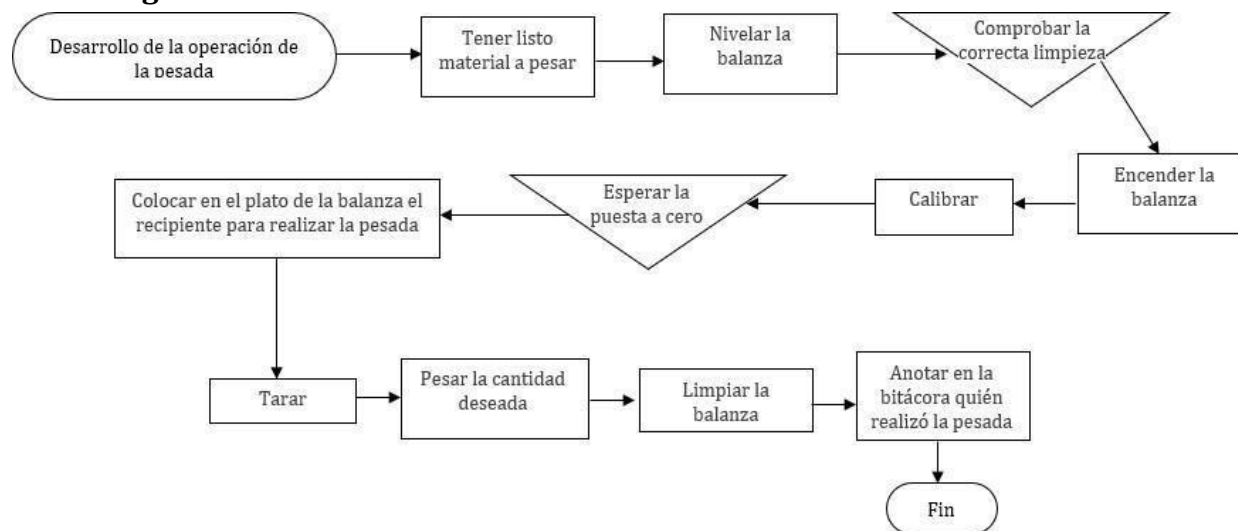 Desarrollo de la operación de
la pesada
Tener listo
material a pesar
Nivelar la
balanza
Comprobar la
correcta limpieza
Encender la
balanza
Calibrar
Esperar la
puesta a cero
Colocar en el plato de la balanza el
recipiente para realizar la pesada
Tarar
Pesar la cantidad
deseada
Limpiar la
balanza
Anotar en la
bitácora quién
realizó la pesada
Fin